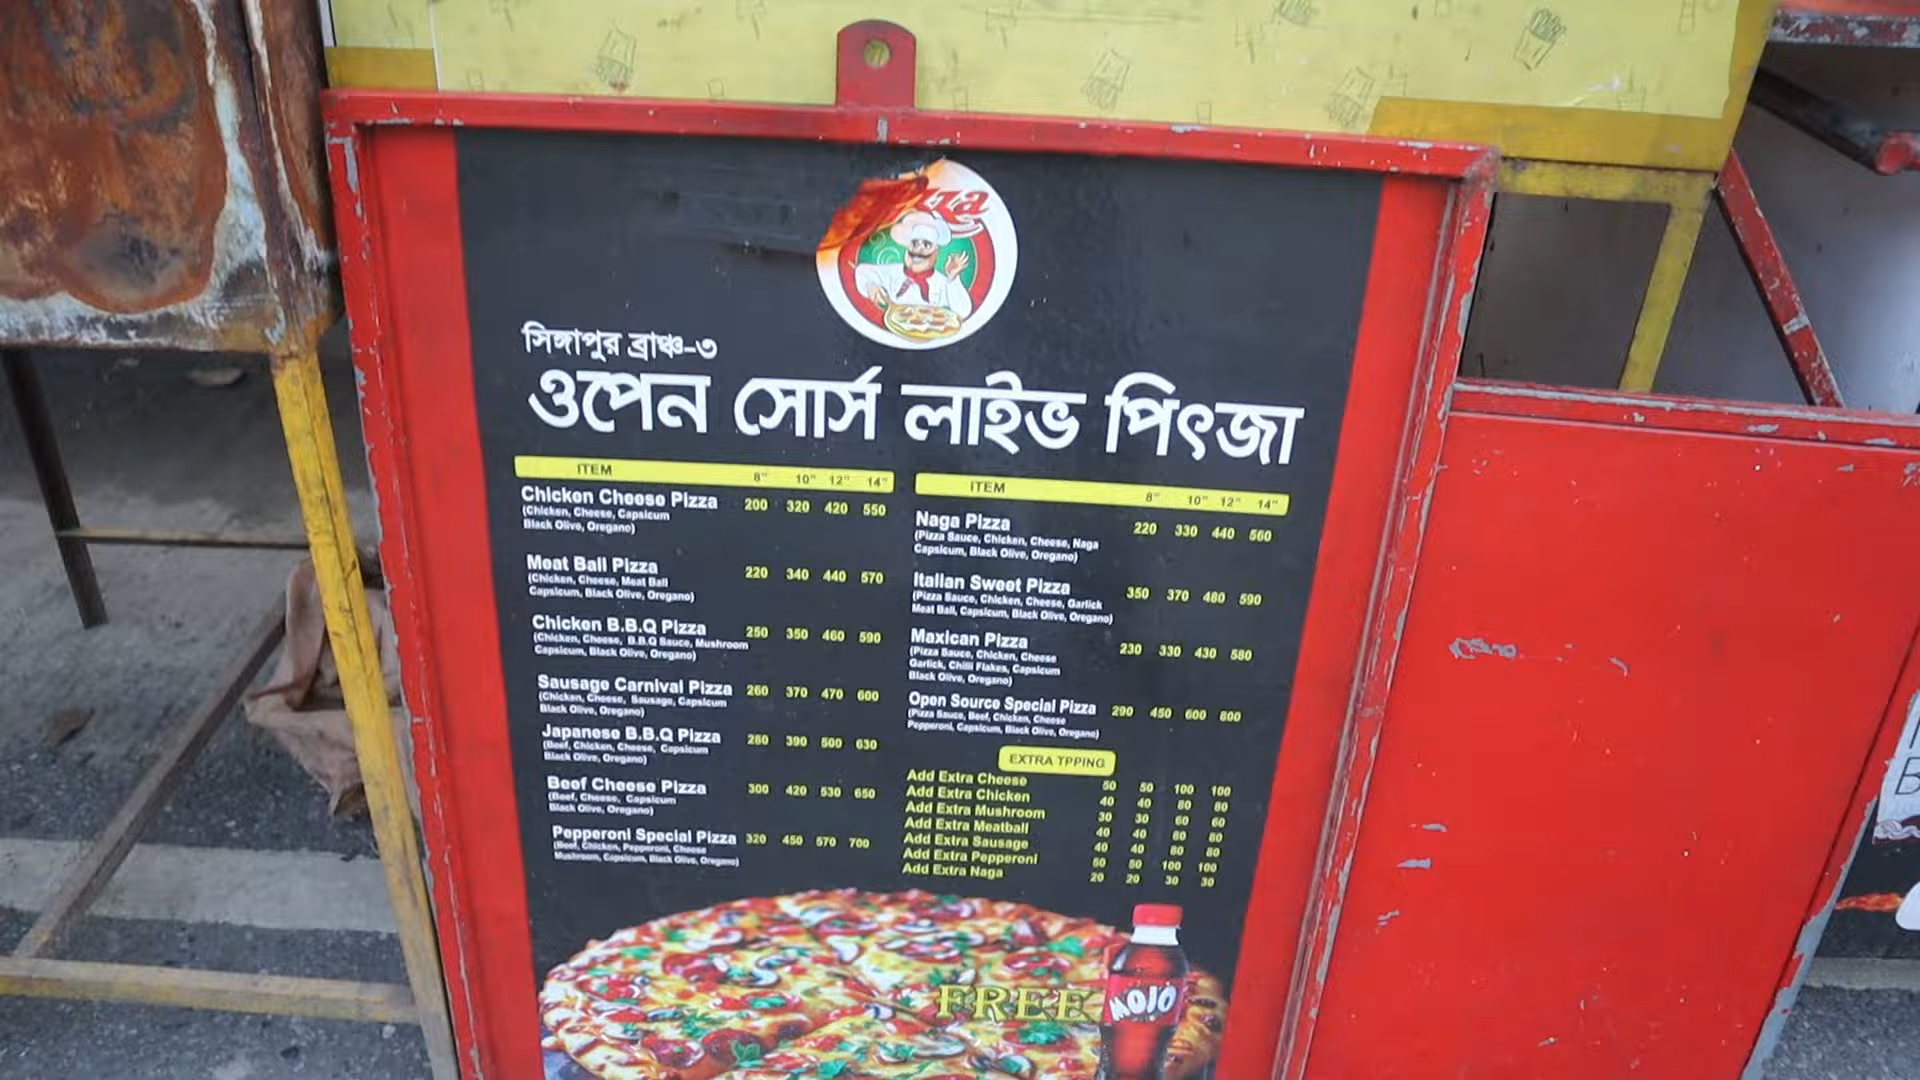 সিঙ্গাপুর ব্রাঞ্চ-৩
ওপেন সোর্স লাইভ পিৎজা
ITEM 8" 10" 12" 14"
Chicken Cheese Pizza 200 320 420 550
(Chicken, Cheese, Capsicum
Black Olive, Oregano)
Meat Ball Pizza 220 340 440 570
(Chicken, Cheese, Meat Ball
Capsicum, Black Olive, Oregano)
Chicken B.B.Q Pizza 250 350 460 590
(Chicken, Cheese, B.B.Q Sauce, Mushroom
Capsicum, Black Olive, Oregano)
Sausage Carnival Pizza 260 370 470 600
(Chicken, Cheese, Sausage, Capsicum
Black Olive, Oregano)
Japanese B.B.Q Pizza 280 390 500 630
(Beef, Chicken, Cheese, Capsicum
Black Olive, Oregano)
Beef Cheese Pizza 300 420 530 650
(Beef, Cheese, Capsicum
Black Olive, Oregano)
Pepperoni Special Pizza 320 450 570 700
(Beef, Chicken, Pepperoni, Cheese
Mushroom, Capsicum, Black Olive, Oregano)
ITEM 8" 10" 12" 14"
Naga Pizza 220 330 440 560
(Pizza Sauce, Chicken, Cheese, Naga
Capsicum, Black Olive, Oregano)
Italian Sweet Pizza 350 370 480 590
(Pizza Sauce, Chicken, Cheese, Garlick
Meat Ball, Capsicum, Black Olive, Oregano)
Maxican Pizza 230 330 430 580
(Pizza Sauce, Chicken, Cheese
Garlick, Chilli Flakes, Capsicum
Black Olive, Oregano)
Open Source Special Pizza 290 450 600 800
(Pizza Sauce, Beef, Chicken, Cheese
Pepperoni, Capsicum, Black Olive, Oregano)
EXTRA TPPING
Add Extra Cheese 50 50 100 100
Add Extra Chicken 40 40 80 80
Add Extra Mushroom 30 30 60 60
Add Extra Meatball 40 40 80 80
Add Extra Sausage 40 40 80 80
Add Extra Pepperoni 50 50 100 100
Add Extra Naga 20 20 30 30
FREE
MOJO